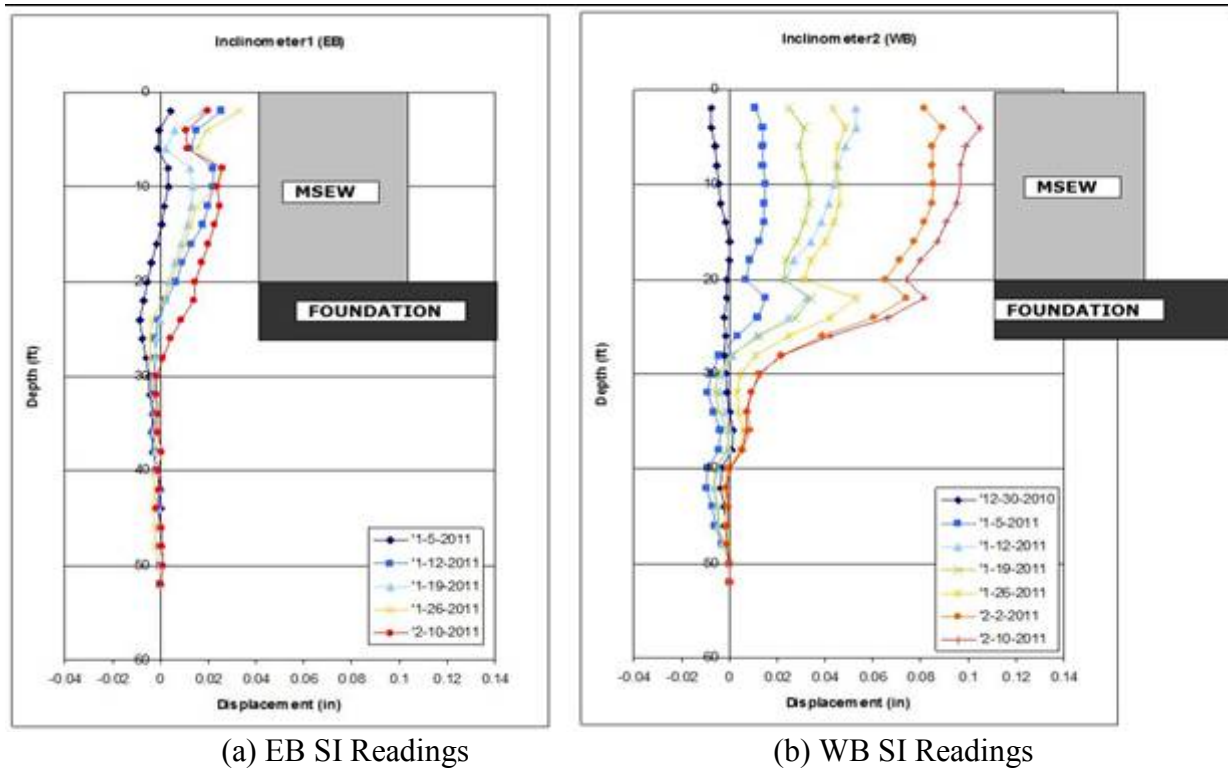 Inclinometer1 (EB)
-0.04 -0.02 0 0.02 0.04 0.06 0.08 0.1 0.12 0.14
0
10
20
30
40
50
60
Depth (ft)
Displacement (in)
MSEW
FOUNDATION
'1-5-2011
'1-12-2011
'1-19-2011
'1-26-2011
'2-10-2011
(a) EB SI Readings
Inclinometer2 (WB)
0
10
20
30
40
50
60
-0.04 -0.02 0 0.02 0.04 0.06 0.08 0.1 0.12 0.14
Depth (ft)
Displacement (in)
MSEW
FOUNDATION
'12-30-2010
'1-5-2011
'1-12-2011
'1-19-2011
'1-26-2011
'2-2-2011
'2-10-2011
(b) WB SI Readings